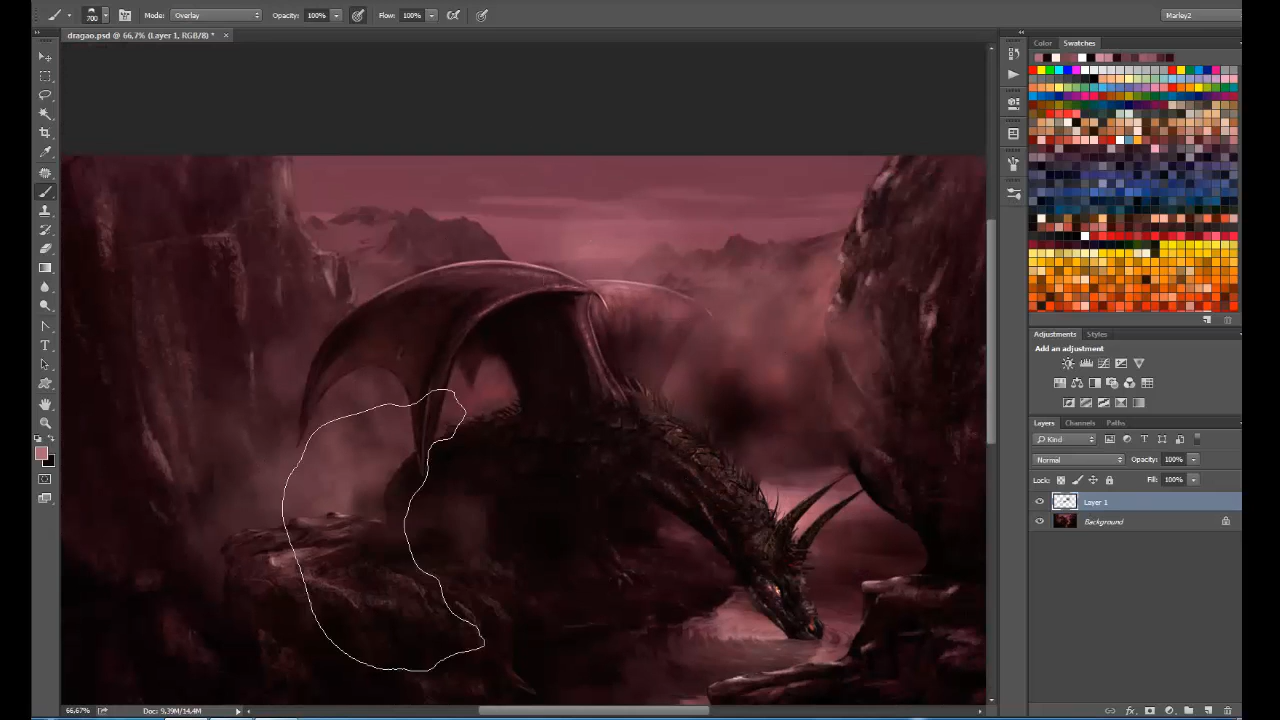 700 Mode: Overlay Opacity: 100% Flow: 100% Marley2
dragao.psd @ 66,7% (Layer 1, RGB/8) * ×
Color Swatches
Adjustments Styles
Add an adjustment
Layers Channels Paths
Kind
Normal Opacity: 100%
Lock: Fill: 100%
Layer 1
Background
66,67% Doc: 9,39M/14,4M